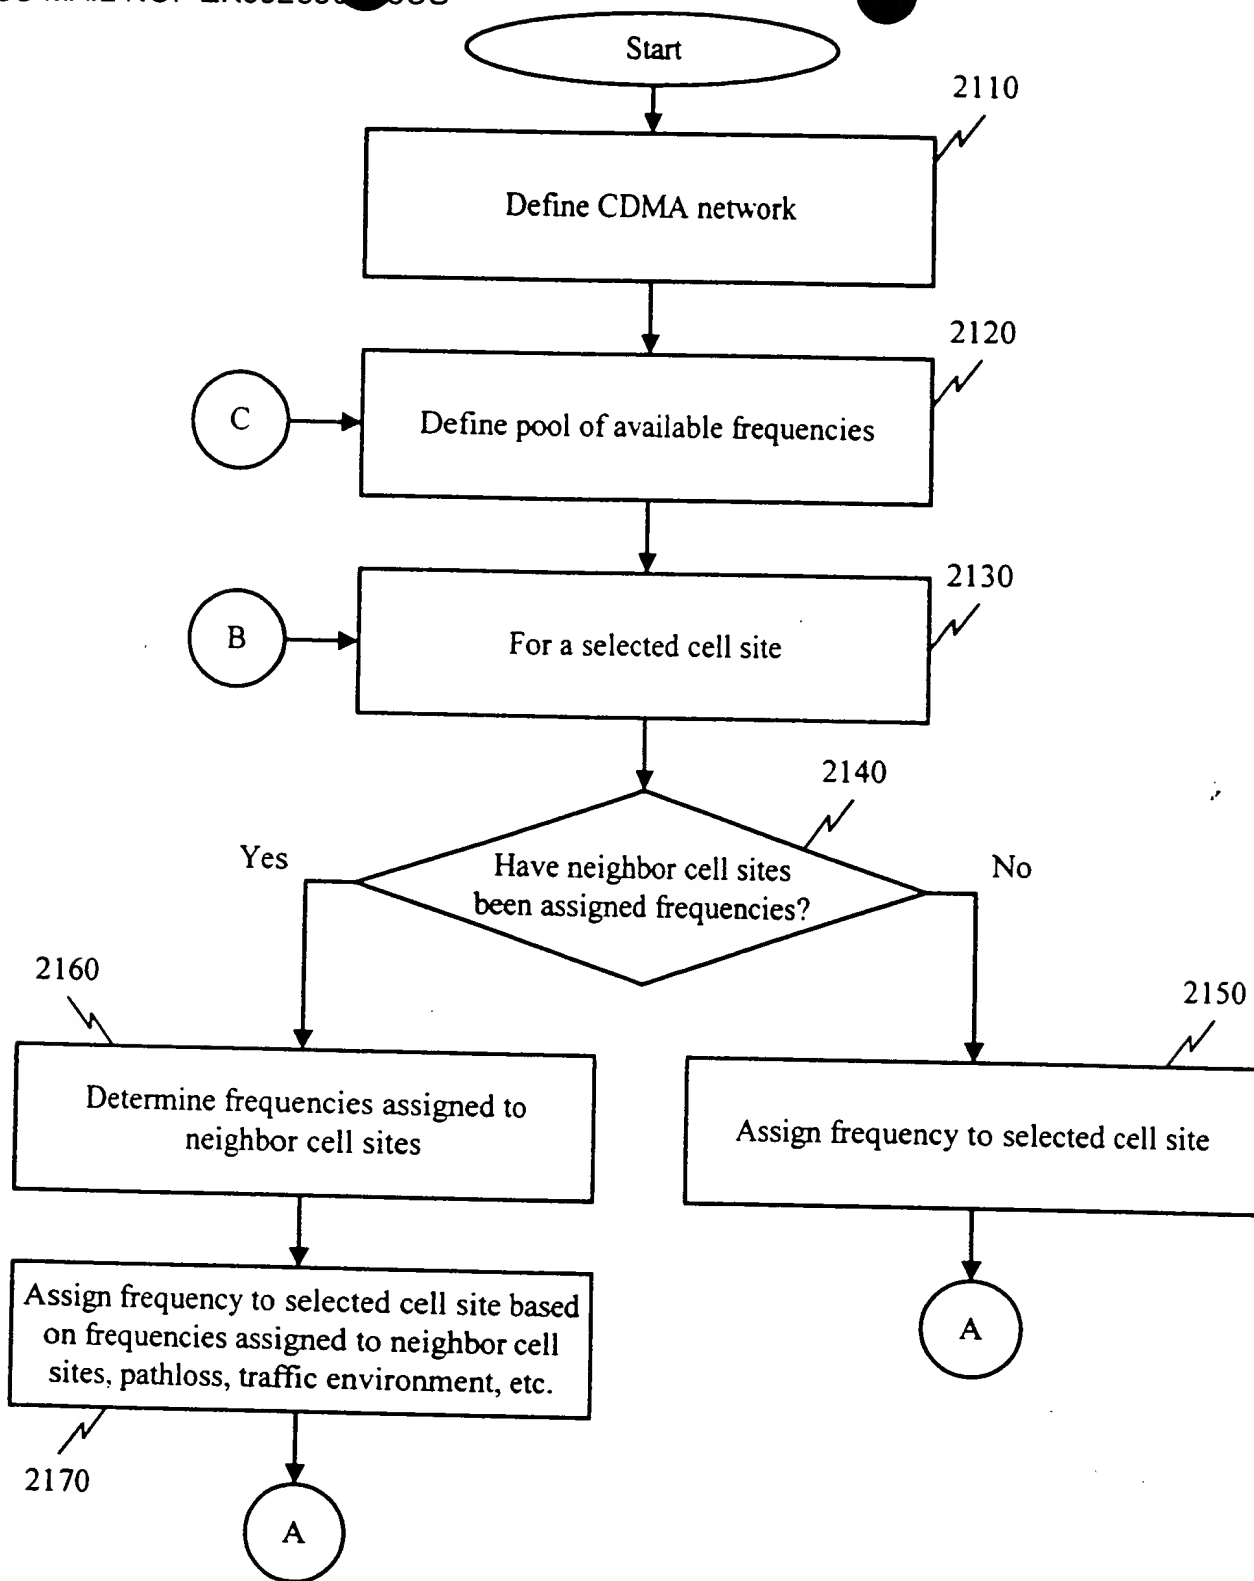 Start
2110
Define CDMA network
2120
C
Define pool of available frequencies
2130
B
For a selected cell site
2140
Yes
Have neighbor cell sites
been assigned frequencies?
No
2160
2150
Determine frequencies assigned to
neighbor cell sites
Assign frequency to selected cell site
Assign frequency to selected cell site based
on frequencies assigned to neighbor cell
sites, pathloss, traffic environment, etc.
A
2170
A